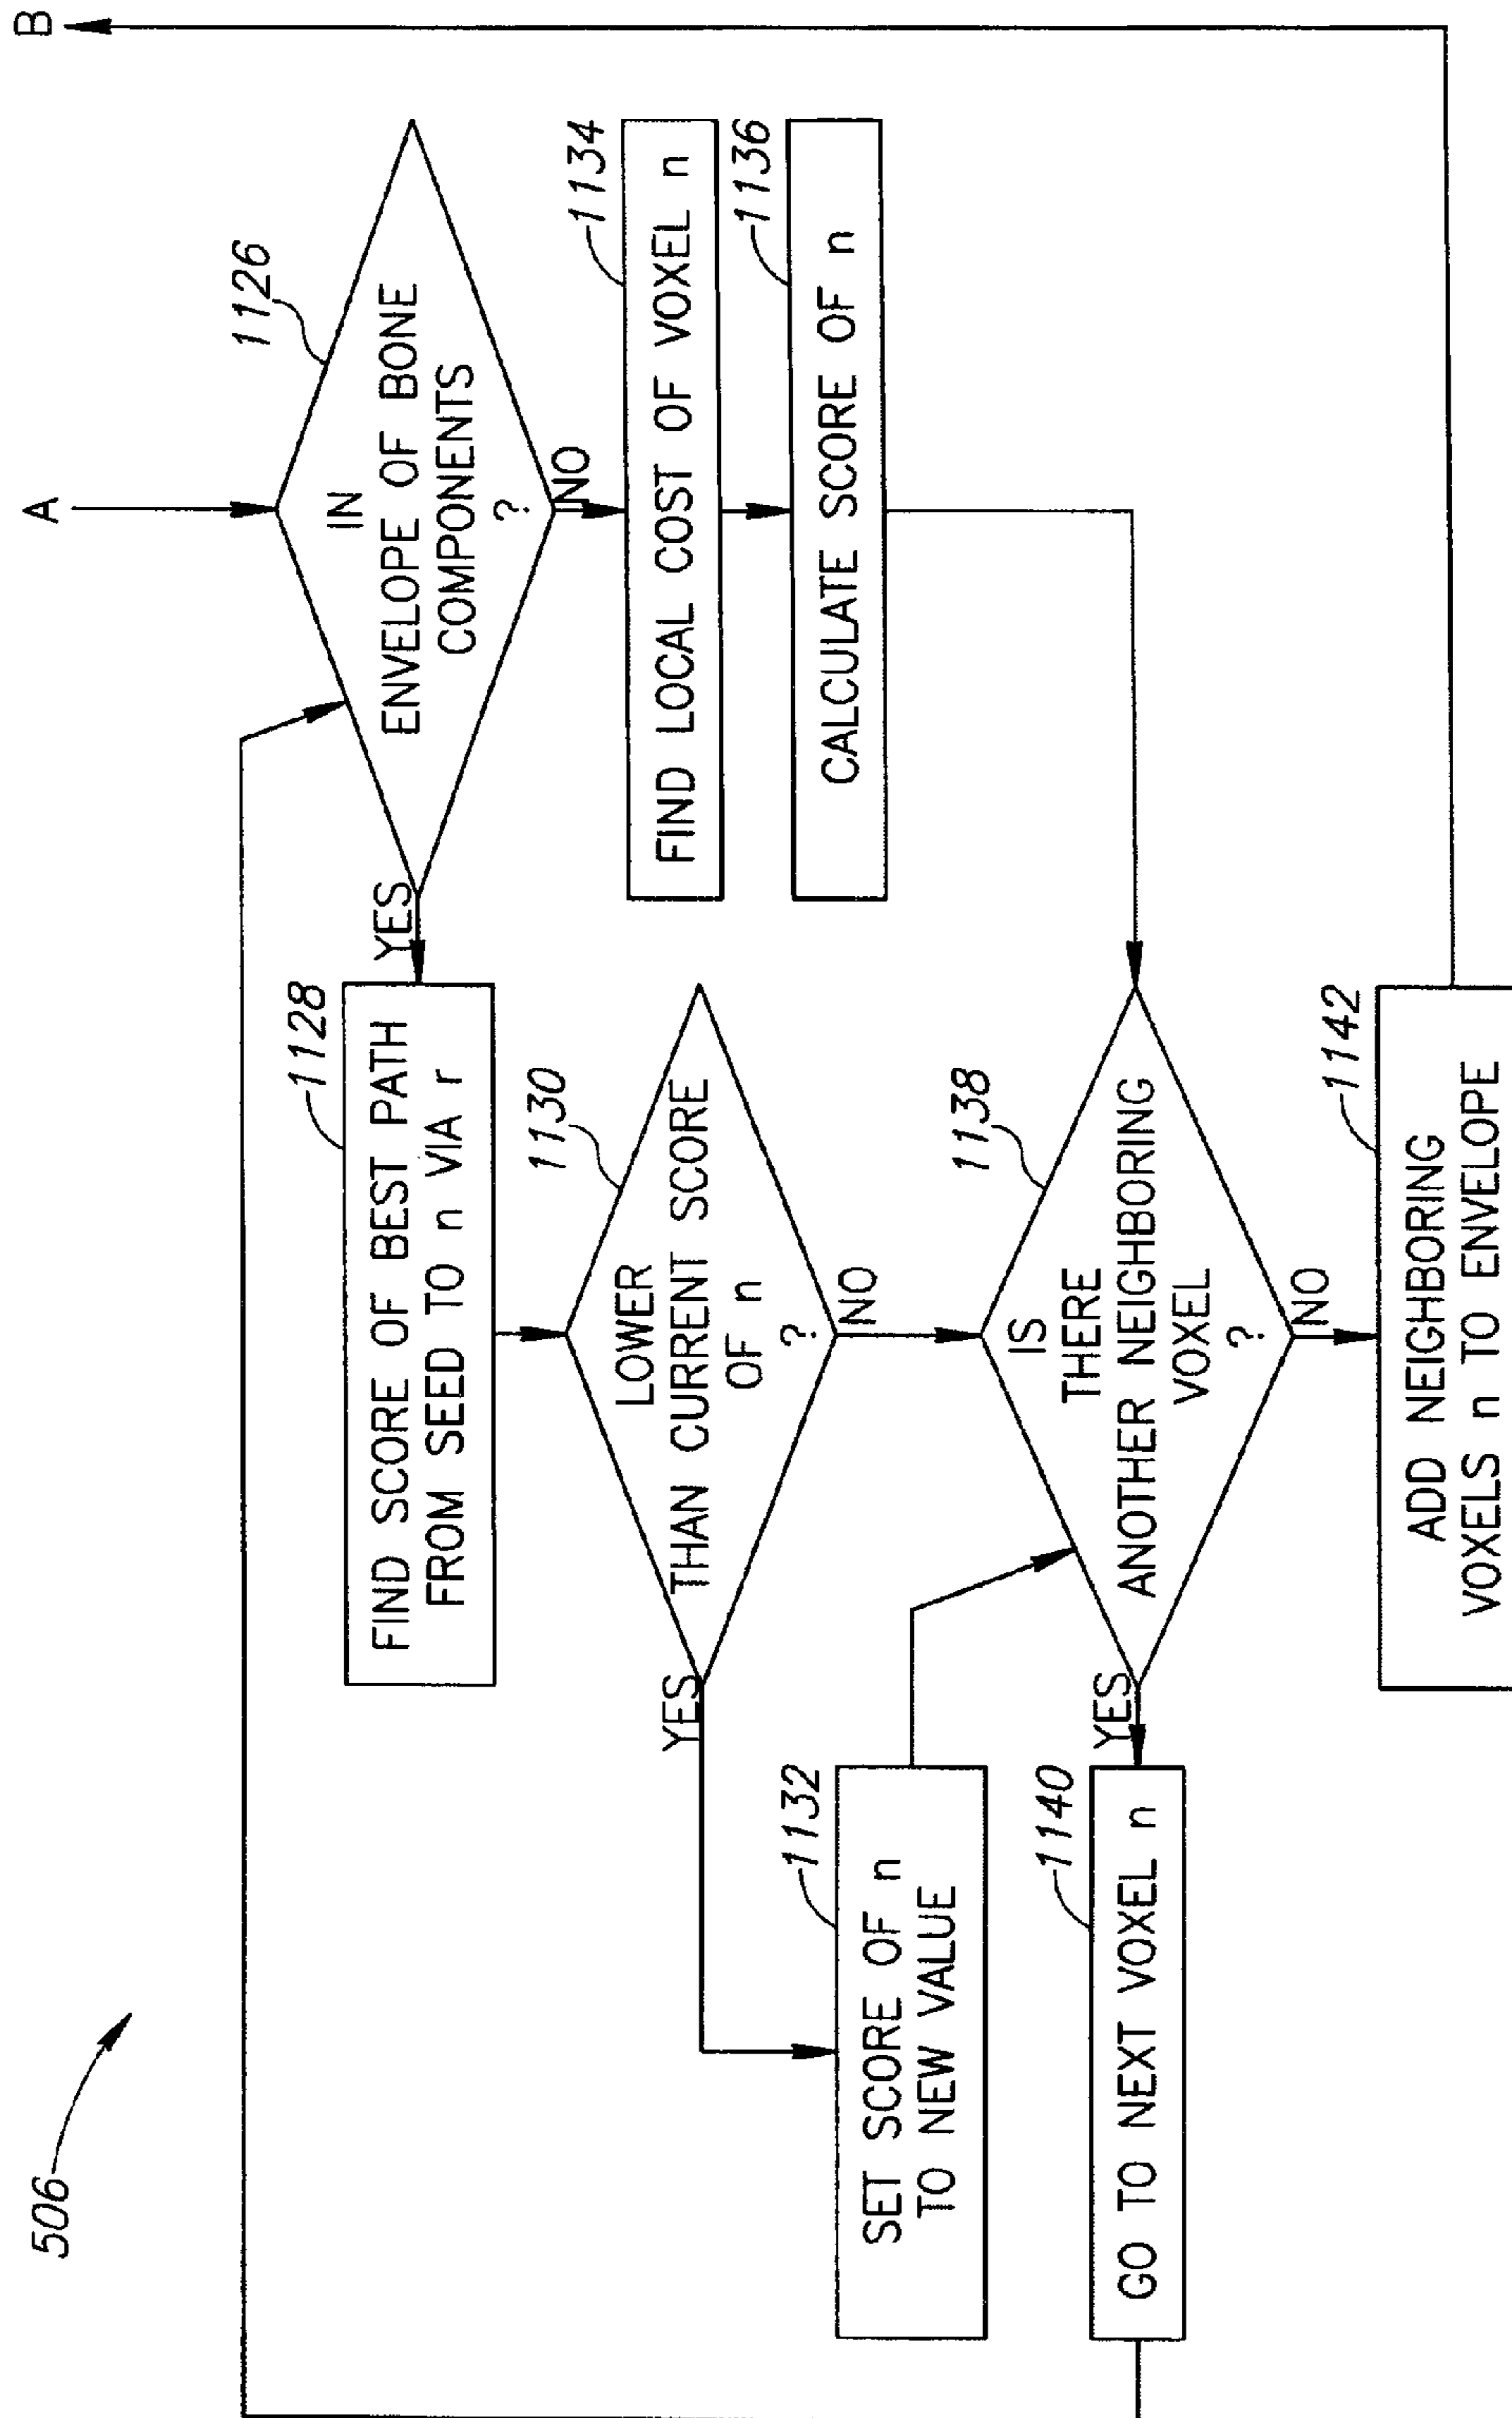 506
A
B
1126
IN
ENVELOPE OF BONE
COMPONENTS
?
YES
NO
1128
FIND SCORE OF BEST PATH
FROM SEED TO n VIA r
1134
FIND LOCAL COST OF VOXEL n
1136
CALCULATE SCORE OF n
1130
LOWER
THAN CURRENT SCORE
OF n
?
YES
NO
1132
SET SCORE OF n
TO NEW VALUE
1138
IS
THERE
ANOTHER NEIGHBORING
VOXEL
?
YES
NO
1140
GO TO NEXT VOXEL n
1142
ADD NEIGHBORING
VOXELS n TO ENVELOPE